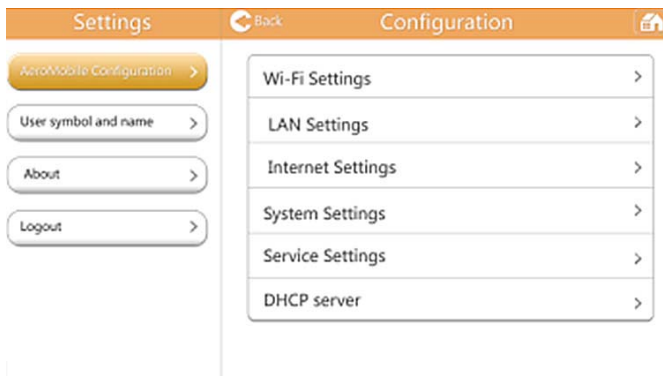 Settings
AeroMobile Configuration
User symbol and name
About
Logout
Back
Configuration
Wi-Fi Settings
LAN Settings
Internet Settings
System Settings
Service Settings
DHCP server